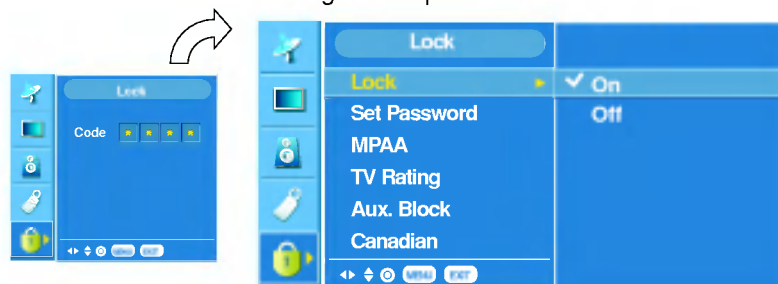 Lock
Code * * * *
MENU EXIT
Lock
Lock
On
Set Password
Off
MPAA
TV Rating
Aux. Block
Canadian
MENU EXIT